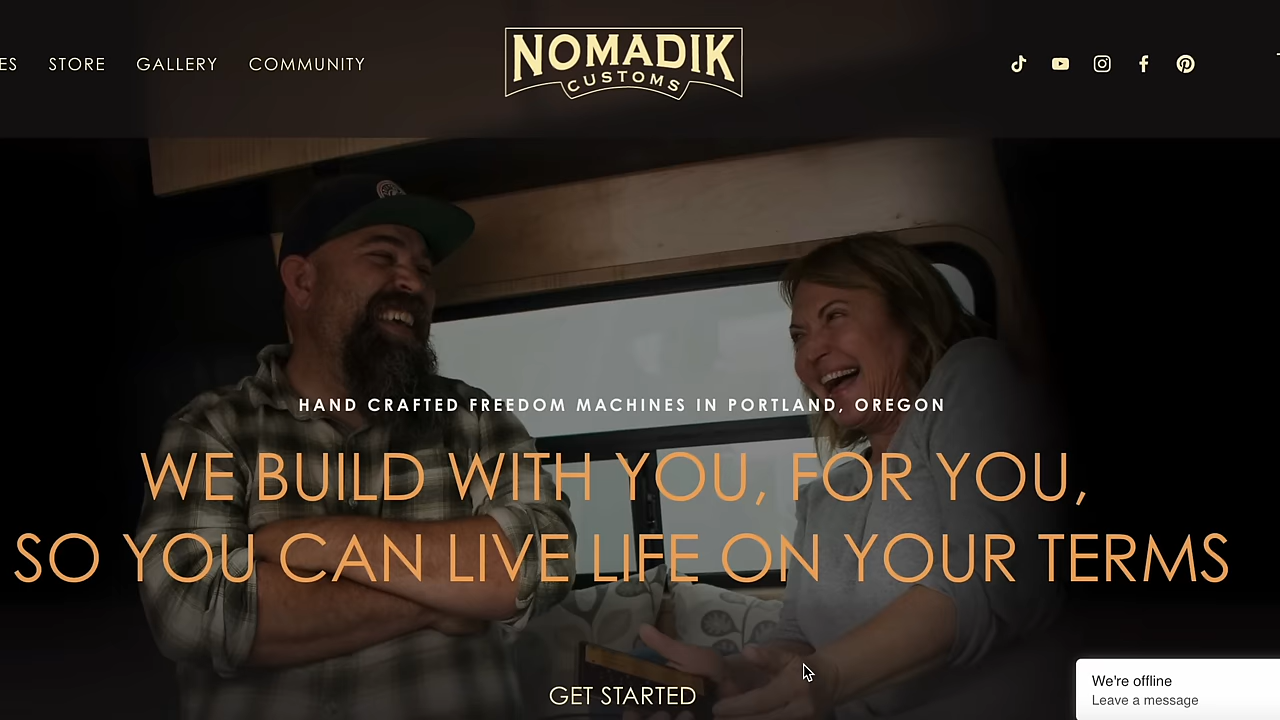 ES STORE GALLERY COMMUNITY
NOMADIK
CUSTOMS
HAND CRAFTED FREEDOM MACHINES IN PORTLAND, OREGON
WE BUILD WITH YOU, FOR YOU,
SO YOU CAN LIVE LIFE ON YOUR TERMS
GET STARTED
We're offline
Leave a message